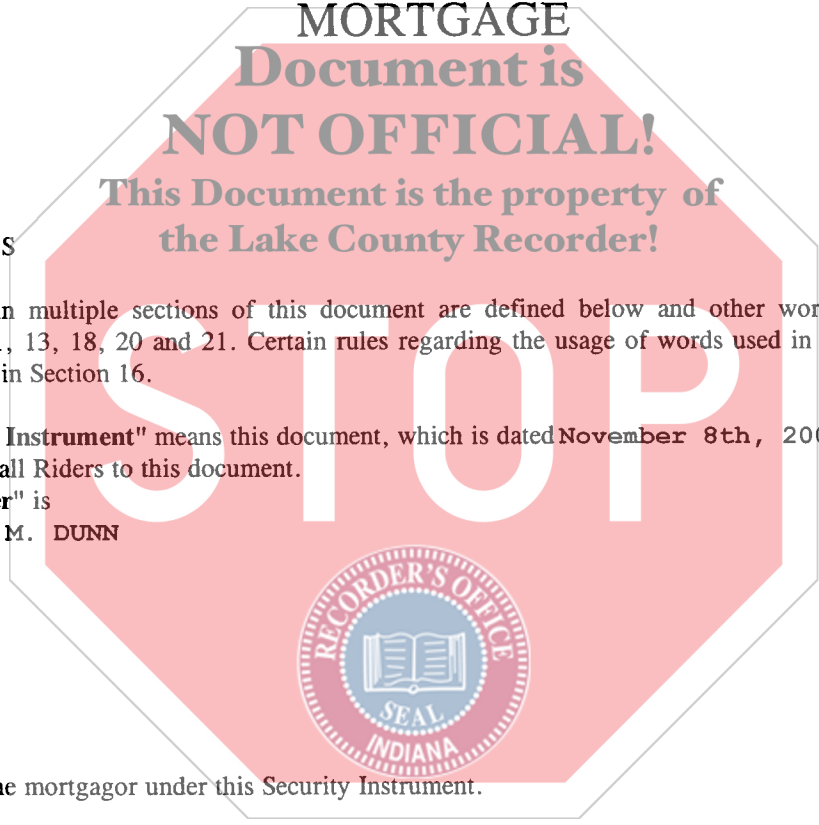 MORTGAGE
Document is
NOT OFFICIAL!
This Document is the property of
the Lake County Recorder!
S
n multiple sections of this document are defined below and other wor
, 13, 18, 20 and 21. Certain rules regarding the usage of words used in
in Section 16.
Instrument" means this document, which is dated November 8th, 200
all Riders to this document.
er" is
M. DUNN
STOP
RECORDER'S OFFICE
SEAL
INDIANA
e mortgagor under this Security Instrument.